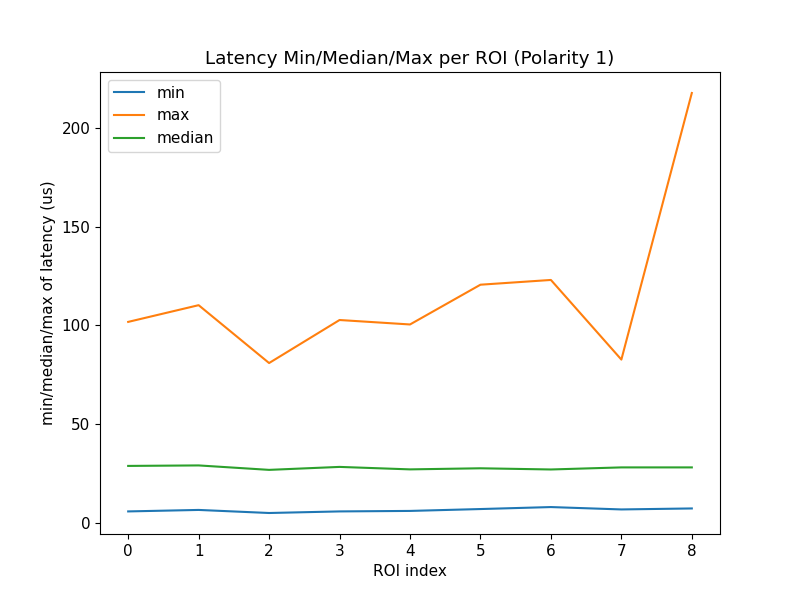 Latency Min/Median/Max per ROI (Polarity 1)
min
max
median
min/median/max of latency (us)
200
150
100
50
0
0 1 2 3 4 5 6 7 8
ROI index